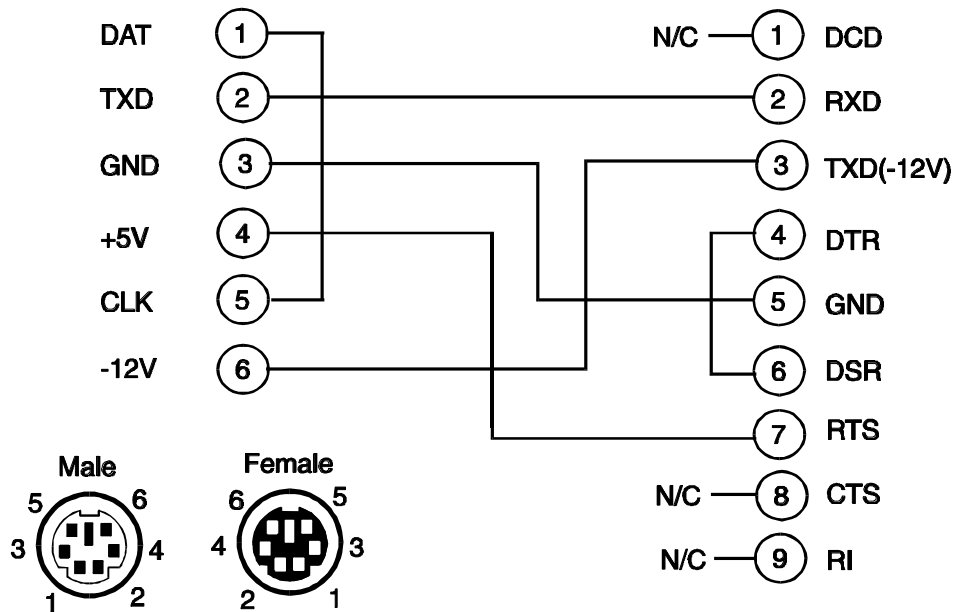 DAT 1
TXD 2
GND 3
+5V 4
CLK 5
-12V 6
N/C 1 DCD
2 RXD
3 TXD(-12V)
4 DTR
5 GND
6 DSR
7 RTS
N/C 8 CTS
N/C 9 RI
Male
5 6
3 4
1 2
Female
6 5
4 3
2 1